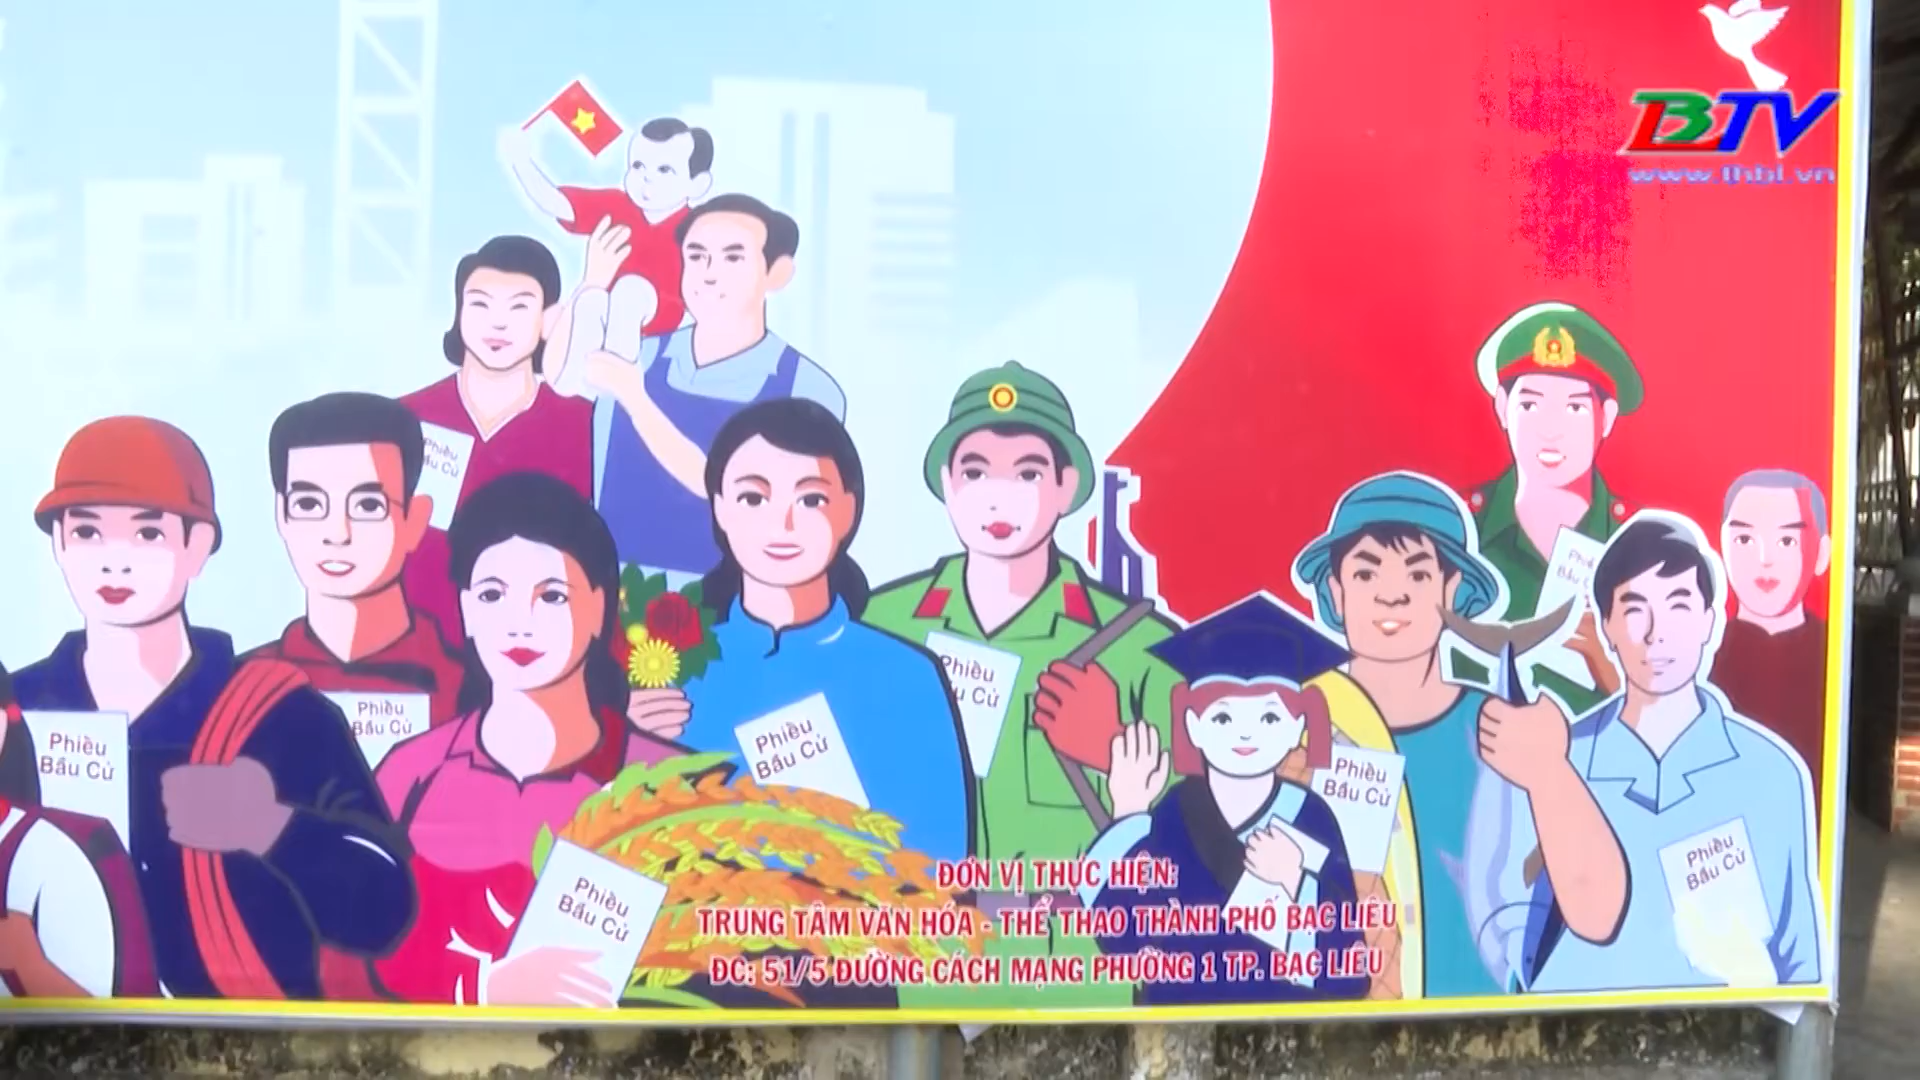 BTV
www.thbl.vn
Phiếu
Bầu Cử
Phiếu
Bầu Cử
Phiếu
Bầu Cử
Phiếu
Bầu Cử
Phiếu
Bầu Cử
Phiếu
Bầu Cử
Phiếu
Bầu Cử
Phiếu
Bầu Cử
ĐƠN VỊ THỰC HIỆN:
TRUNG TÂM VĂN HÓA - THỂ THAO THÀNH PHỐ BẠC LIÊU
ĐC: 51/5 ĐƯỜNG CÁCH MẠNG PHƯỜNG 1 TP. BẠC LIÊU